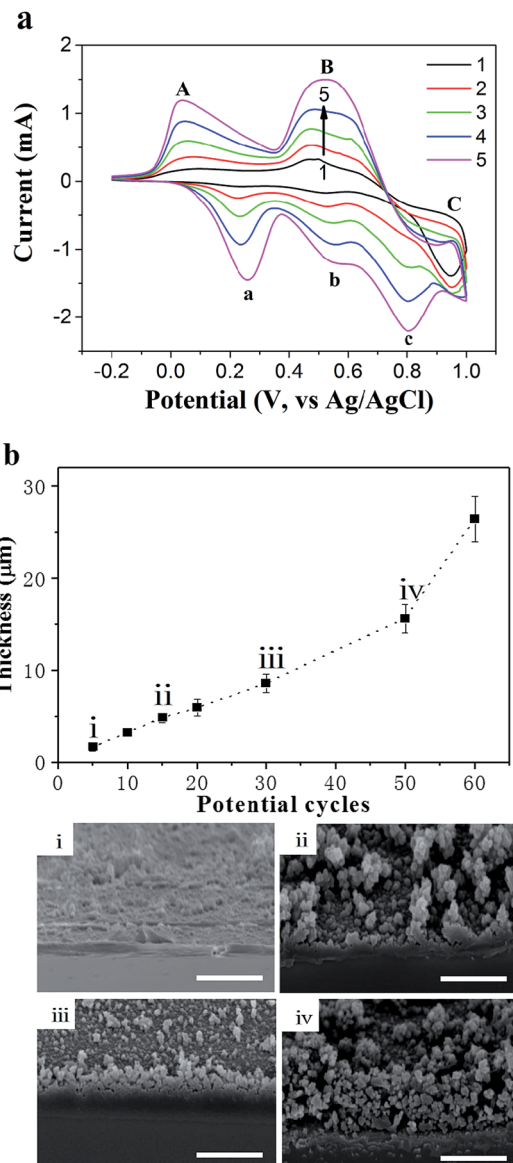 a
2
1
0
-1
-2
Current (mA)
A
B
C
a
b
c
5
1
1
2
3
4
5
-0.2 0.0 0.2 0.4 0.6 0.8 1.0
Potential (V, vs Ag/AgCl)
b
30
20
10
0
Thickness (μm)
i
ii
iii
iv
0 10 20 30 40 50 60
Potential cycles
i
ii
iii
iv